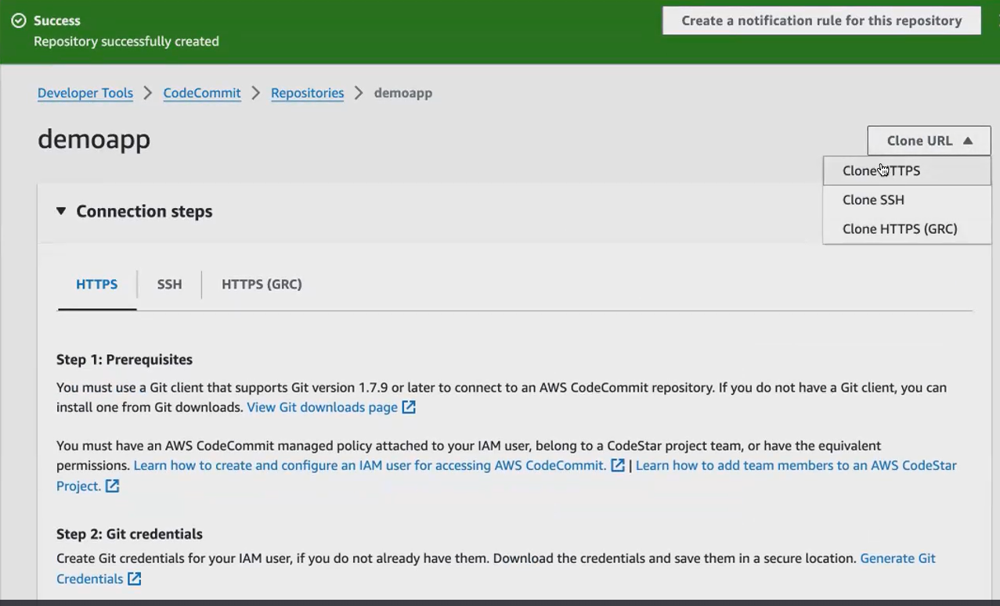 Success
Repository successfully created
Create a notification rule for this repository
Developer Tools > CodeCommit > Repositories > demoapp
demoapp
Clone URL
Clone HTTPS
Clone SSH
Clone HTTPS (GRC)
Connection steps
HTTPS SSH HTTPS (GRC)
Step 1: Prerequisites
You must use a Git client that supports Git version 1.7.9 or later to connect to an AWS CodeCommit repository. If you do not have a Git client, you can
install one from Git downloads. View Git downloads page
You must have an AWS CodeCommit managed policy attached to your IAM user, belong to a CodeStar project team, or have the equivalent
permissions. Learn how to create and configure an IAM user for accessing AWS CodeCommit. | Learn how to add team members to an AWS CodeStar
Project.
Step 2: Git credentials
Create Git credentials for your IAM user, if you do not already have them. Download the credentials and save them in a secure location. Generate Git
Credentials